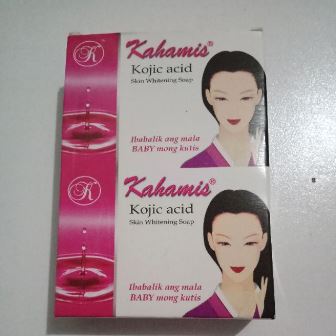 K
Kahamis®
Kojic acid
Skin Whitening Soap
Ibabalik ang mala
BABY mong kutis
K
Kahamis®
Kojic acid
Skin Whitening Soap
Ibabalik ang mala
BABY mong kutis